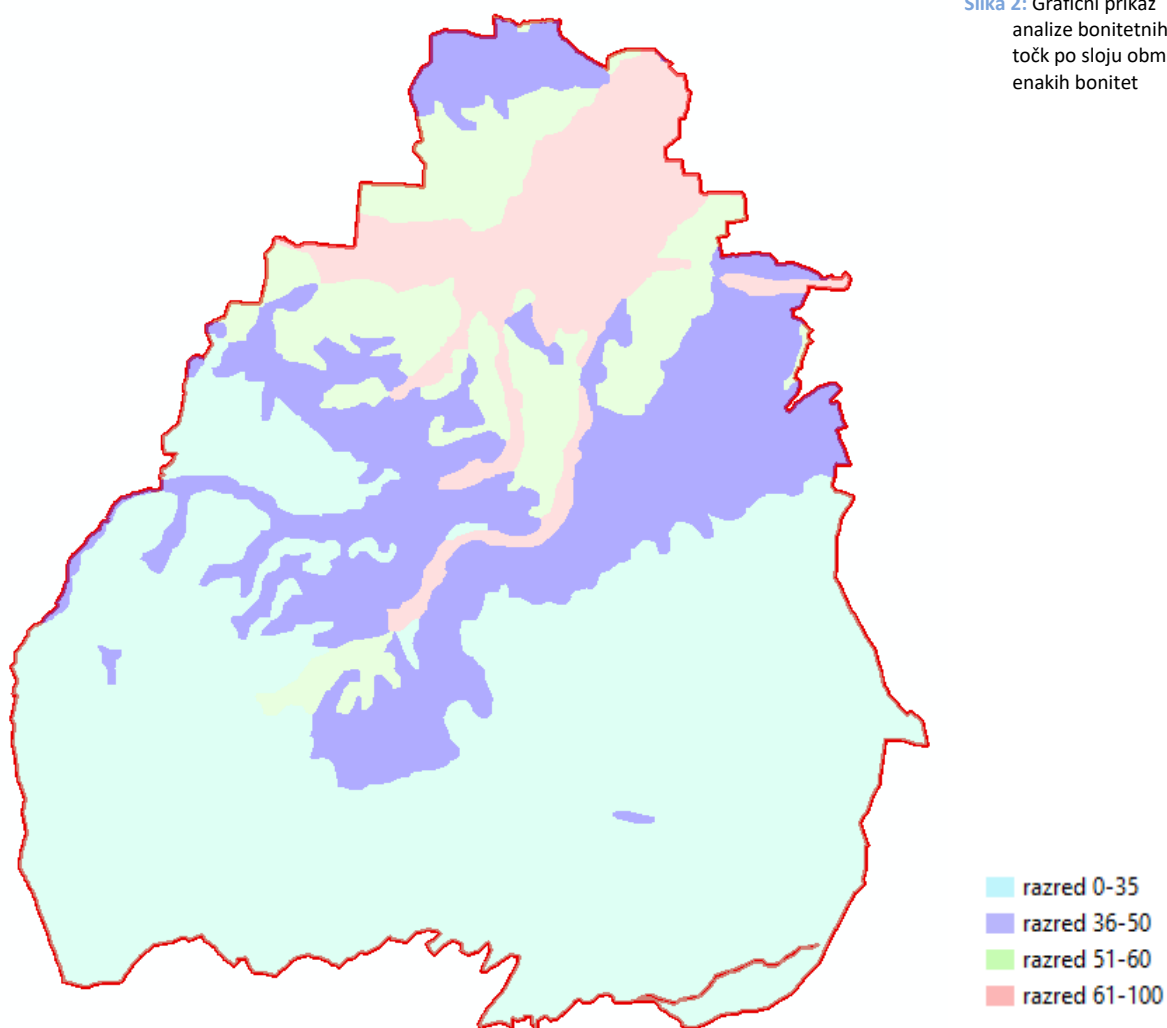 Slika 2: Grafični prikaz
analize bonitetnih
točk po sloju obm
enakih bonitet
razred 0-35
razred 36-50
razred 51-60
razred 61-100